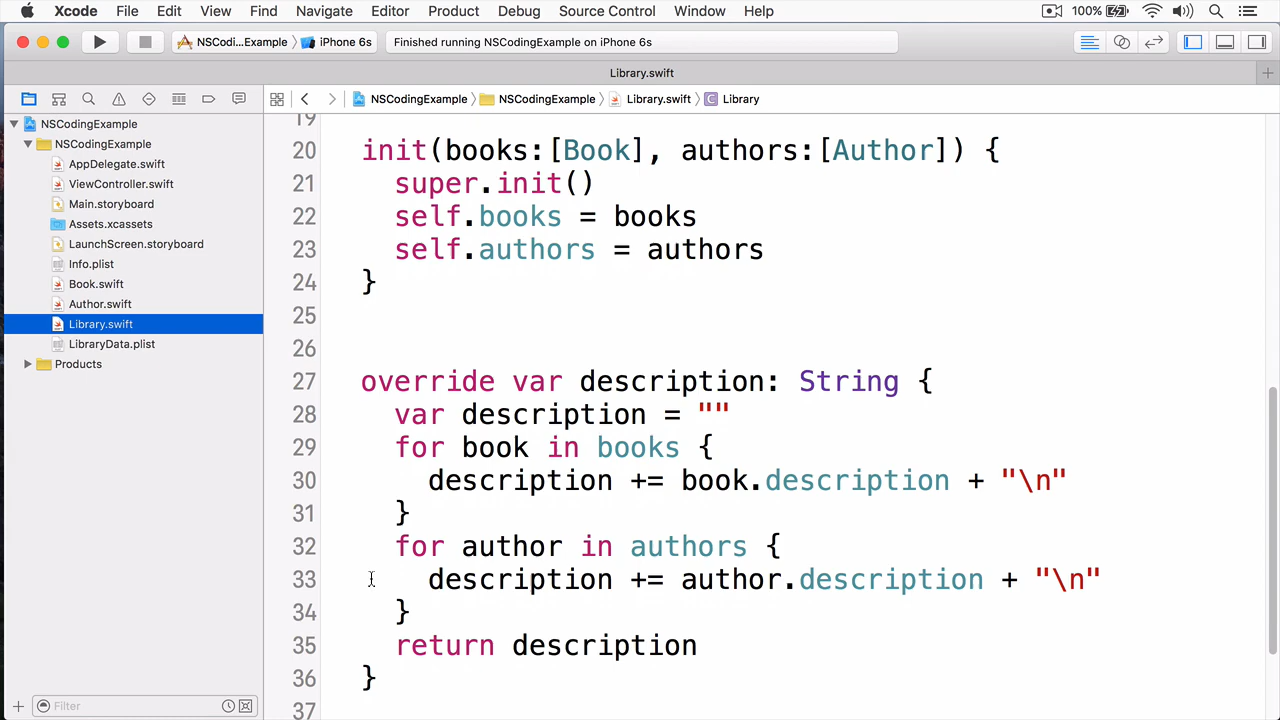 Xcode File Edit View Find Navigate Editor Product Debug Source Control Window Help 100%
NSCodi...Example iPhone 6s Finished running NSCodingExample on iPhone 6s
Library.swift
NSCodingExample NSCodingExample Library.swift C Library
NSCodingExample
NSCodingExample
AppDelegate.swift
ViewController.swift
Main.storyboard
Assets.xcassets
LaunchScreen.storyboard
Info.plist
Book.swift
Author.swift
Library.swift
LibraryData.plist
Products
Filter
19
20 init(books:[Book], authors:[Author]) {
21 super.init()
22 self.books = books
23 self.authors = authors
24 }
25
26
27 override var description: String {
28 var description = ""
29 for book in books {
30 description += book.description + "\n"
31 }
32 for author in authors {
33 description += author.description + "\n"
34 }
35 return description
36 }
37